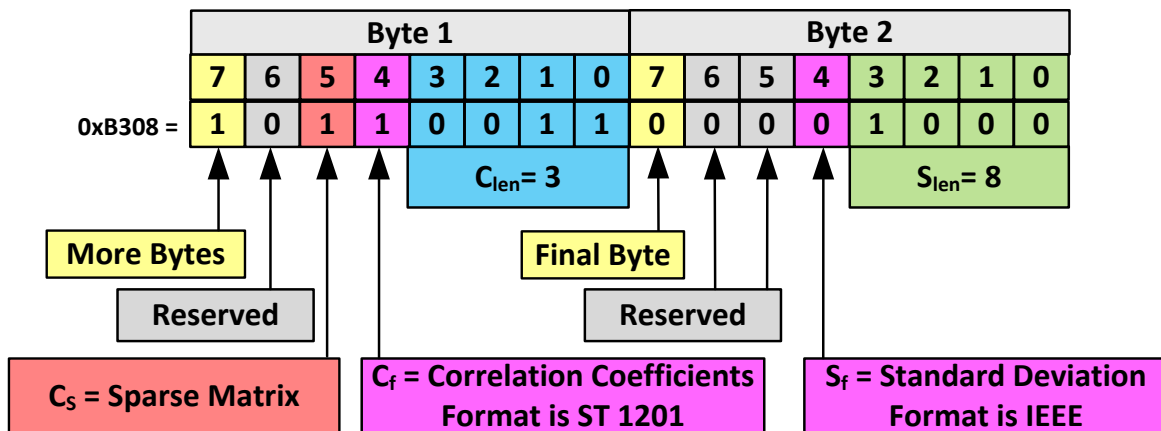 Byte 1 Byte 2
7 6 5 4 3 2 1 0 7 6 5 4 3 2 1 0
0xB308 = 1 0 1 1 0 0 1 1 0 0 0 0 1 0 0 0
Clen= 3 Slen= 8
More Bytes Final Byte
Reserved Reserved
CS = Sparse Matrix
Cf = Correlation Coefficients
Format is ST 1201
Sf = Standard Deviation
Format is IEEE